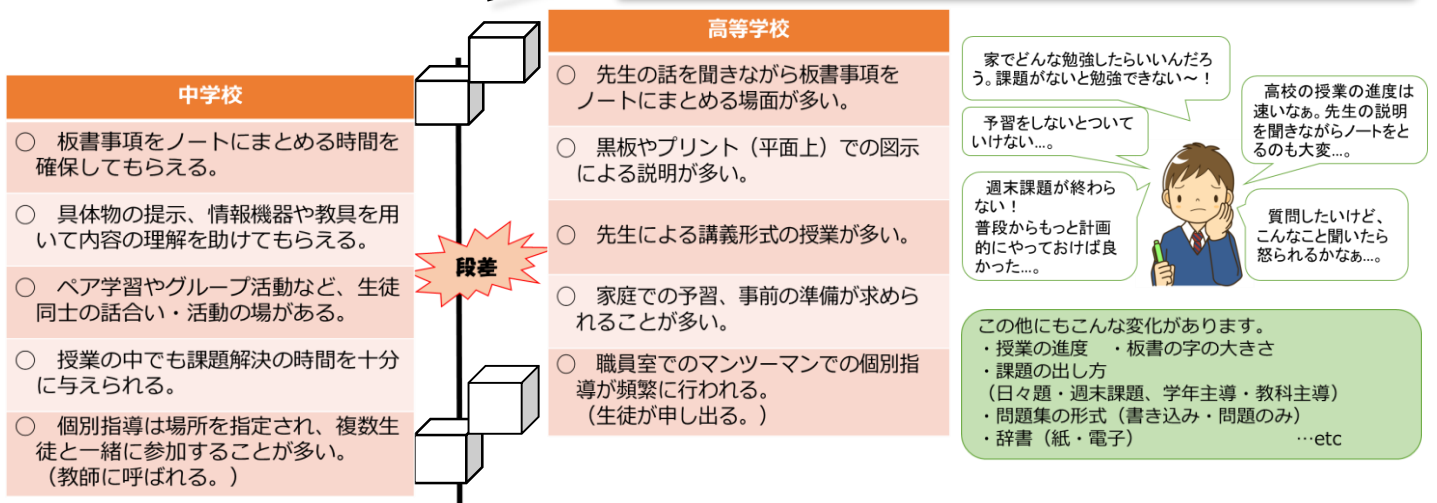 中学校
○　板書事項をノートにまとめる時間を
確保してもらえる。
○　具体物の提示、情報機器や教具を用
いて内容の理解を助けてもらえる。
○　ペア学習やグループ活動など、生徒
同士の話合い・活動の場がある。
○　授業の中でも課題解決の時間を十分
に与えられる。
○　個別指導は場所を指定され、複数生
徒と一緒に参加することが多い。
（教師に呼ばれる。）
段差
高等学校
○　先生の話を聞きながら板書事項を
ノートにまとめる場面が多い。
○　黒板やプリント（平面上）での図示
による説明が多い。
○　先生による講義形式の授業が多い。
○　家庭での予習、事前の準備が求めら
れることが多い。
○　職員室でのマンツーマンでの個別指
導が頻繁に行われる。
（生徒が申し出る。）
家でどんな勉強したらいいんだろ
う。課題がないと勉強できない～！
予習をしないとついて
いけない…。
週末課題が終わら
ない！
普段からもっと計画
的にやっておけば良
かった…。
高校の授業の進度は
速いなぁ。先生の説明
を聞きながらノートをと
るのも大変…。
質問したいけど、
こんなこと聞いたら
怒られるかなぁ…。
この他にもこんな変化があります。
・授業の進度　・板書の字の大きさ
・課題の出し方
（日々題・週末課題、学年主導・教科主導）
・問題集の形式（書き込み・問題のみ）
・辞書（紙・電子）　…etc